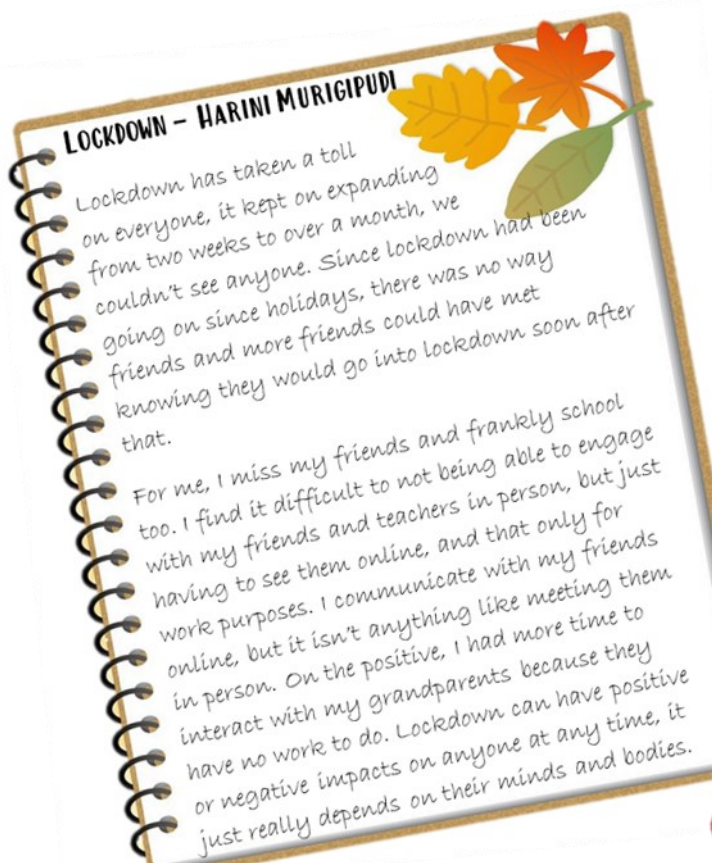 LOCKDOWN – HARINI MURIGIPUDI
Lockdown has taken a toll
on everyone, it kept on expanding
from two weeks to over a month, we
couldn't see anyone. Since lockdown had been
going on since holidays, there was no way
friends and more friends could have met
knowing they would go into lockdown soon after
that.
For me, I miss my friends and frankly school
too. I find it difficult to not being able to engage
with my friends and teachers in person, but just
having to see them online, and that only for
work purposes. I communicate with my friends
online, but it isn't anything like meeting them
in person. On the positive, I had more time to
interact with my grandparents because they
have no work to do. Lockdown can have positive
or negative impacts on anyone at any time, it
just really depends on their minds and bodies.